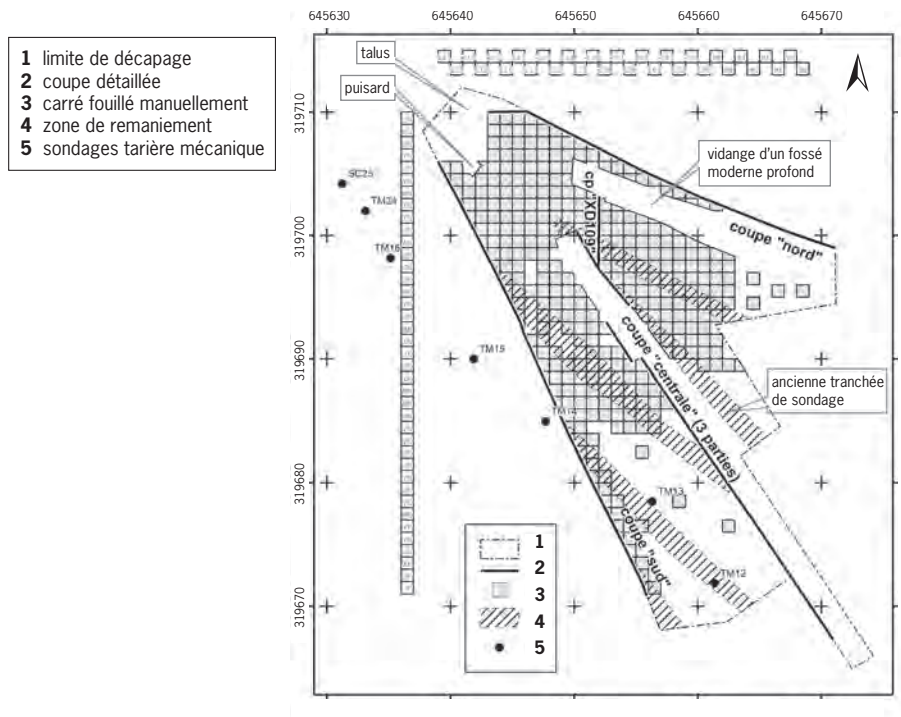 1 limite de décapage
2 coupe détaillée
3 carré fouillé manuellement
4 zone de remaniement
5 sondages tarière mécanique
645630 645640 645650 645660 645670
talus
puisard
319710
SC25
TM24
TM16
vidange d'un fossé
moderne profond
cp"XD109"
coupe "nord"
319700
319690
TM15
TM14
coupe "centrale" (3 parties)
ancienne tranchée
de sondage
319680
TM13
TM12
coupe "sud"
319670
1
2
3
4
5